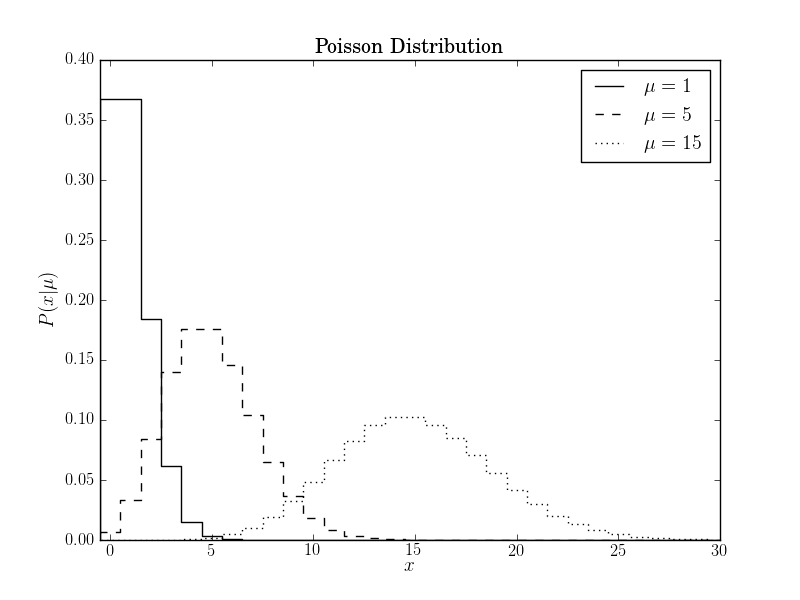 Poisson Distribution
0.40
0.35
0.30
0.25
0.20
0.15
0.10
0.05
0.00
P(x|μ)
μ = 1
μ = 5
μ = 15
0 5 10 15 20 25 30
x